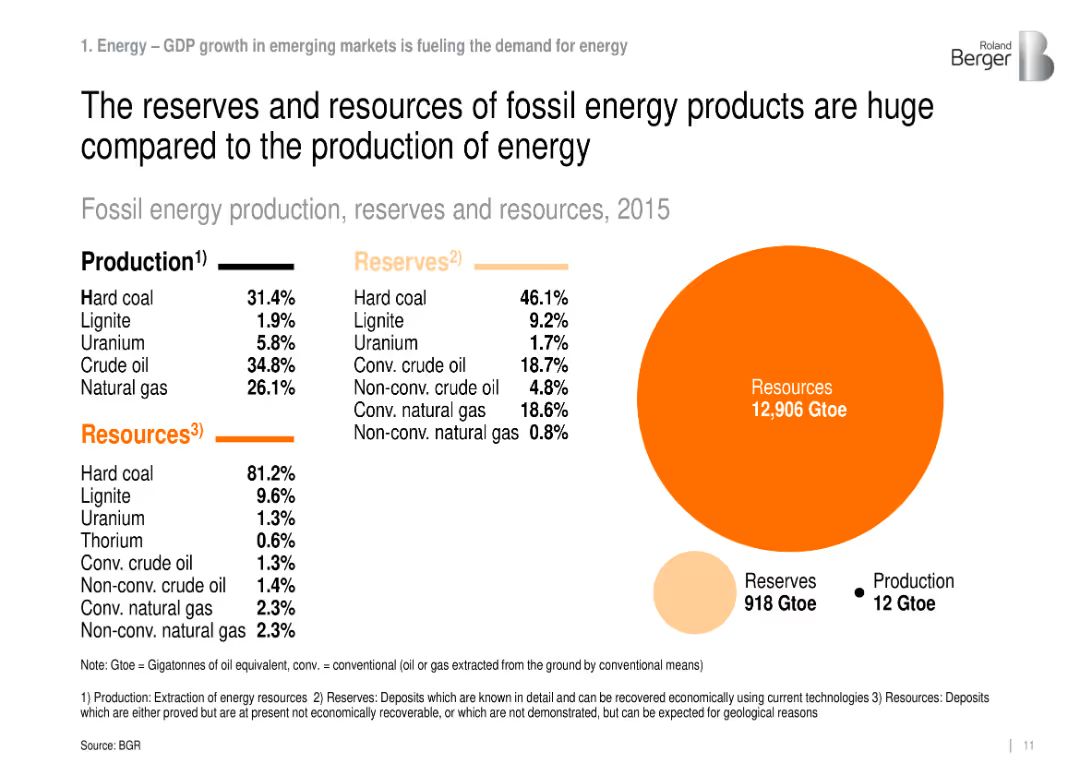 1. Energy – GDP growth in emerging markets is fueling the demand for energy
Roland
Berger
B
The reserves and resources of fossil energy products are huge
compared to the production of energy
Fossil energy production, reserves and resources, 2015
Production1)
Hard coal 31.4%
Lignite 1.9%
Uranium 5.8%
Crude oil 34.8%
Natural gas 26.1%
Resources3)
Hard coal 81.2%
Lignite 9.6%
Uranium 1.3%
Thorium 0.6%
Conv. crude oil 1.3%
Non-conv. crude oil 1.4%
Conv. natural gas 2.3%
Non-conv. natural gas 2.3%
Reserves2)
Hard coal 46.1%
Lignite 9.2%
Uranium 1.7%
Conv. crude oil 18.7%
Non-conv. crude oil 4.8%
Conv. natural gas 18.6%
Non-conv. natural gas 0.8%
Resources
12,906 Gtoe
Reserves
918 Gtoe
Production
12 Gtoe
Note: Gtoe = Gigatonnes of oil equivalent, conv. = conventional (oil or gas extracted from the ground by conventional means)
1) Production: Extraction of energy resources 2) Reserves: Deposits which are known in detail and can be recovered economically using current technologies 3) Resources: Deposits
which are either proved but are at present not economically recoverable, or which are not demonstrated, but can be expected for geological reasons
Source: BGR
11